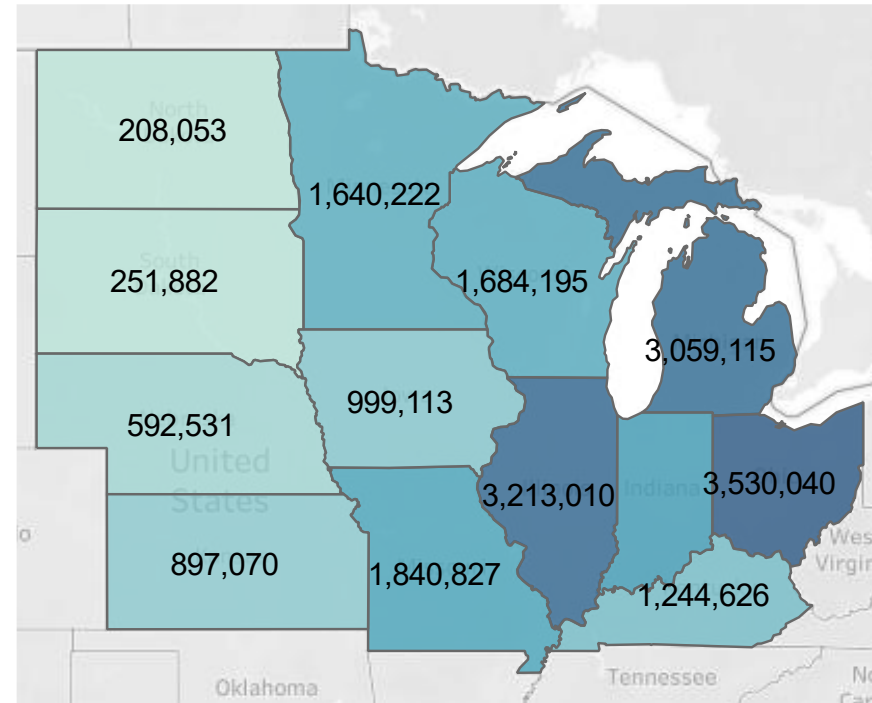 North
208,053
1,640,222
South
251,882
1,684,195
3,059,115
999,113
592,531
United
States
3,213,010
Indiana
3,530,040
897,070
1,840,827
1,244,626
West
Virgin
Oklahoma
Tennessee